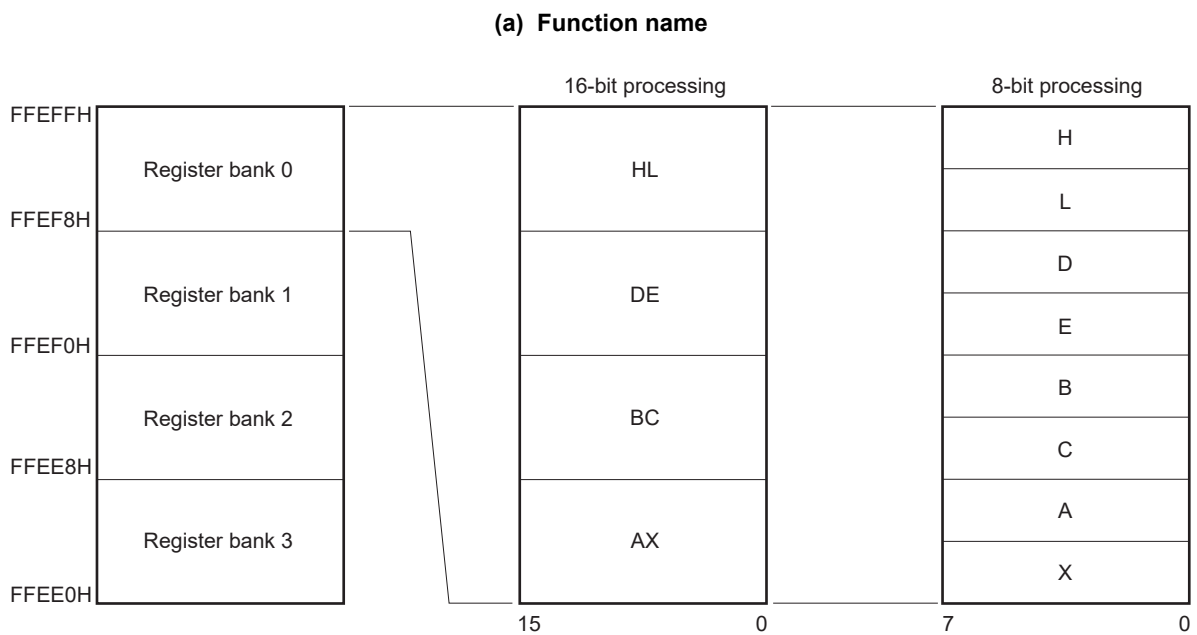 (a) Function name
16-bit processing
8-bit processing
FFEFFH
Register bank 0
HL
H
L
FFEF8H
Register bank 1
DE
D
E
FFEF0H
Register bank 2
BC
B
C
FFEE8H
Register bank 3
AX
A
X
FFEE0H
15 0
7 0